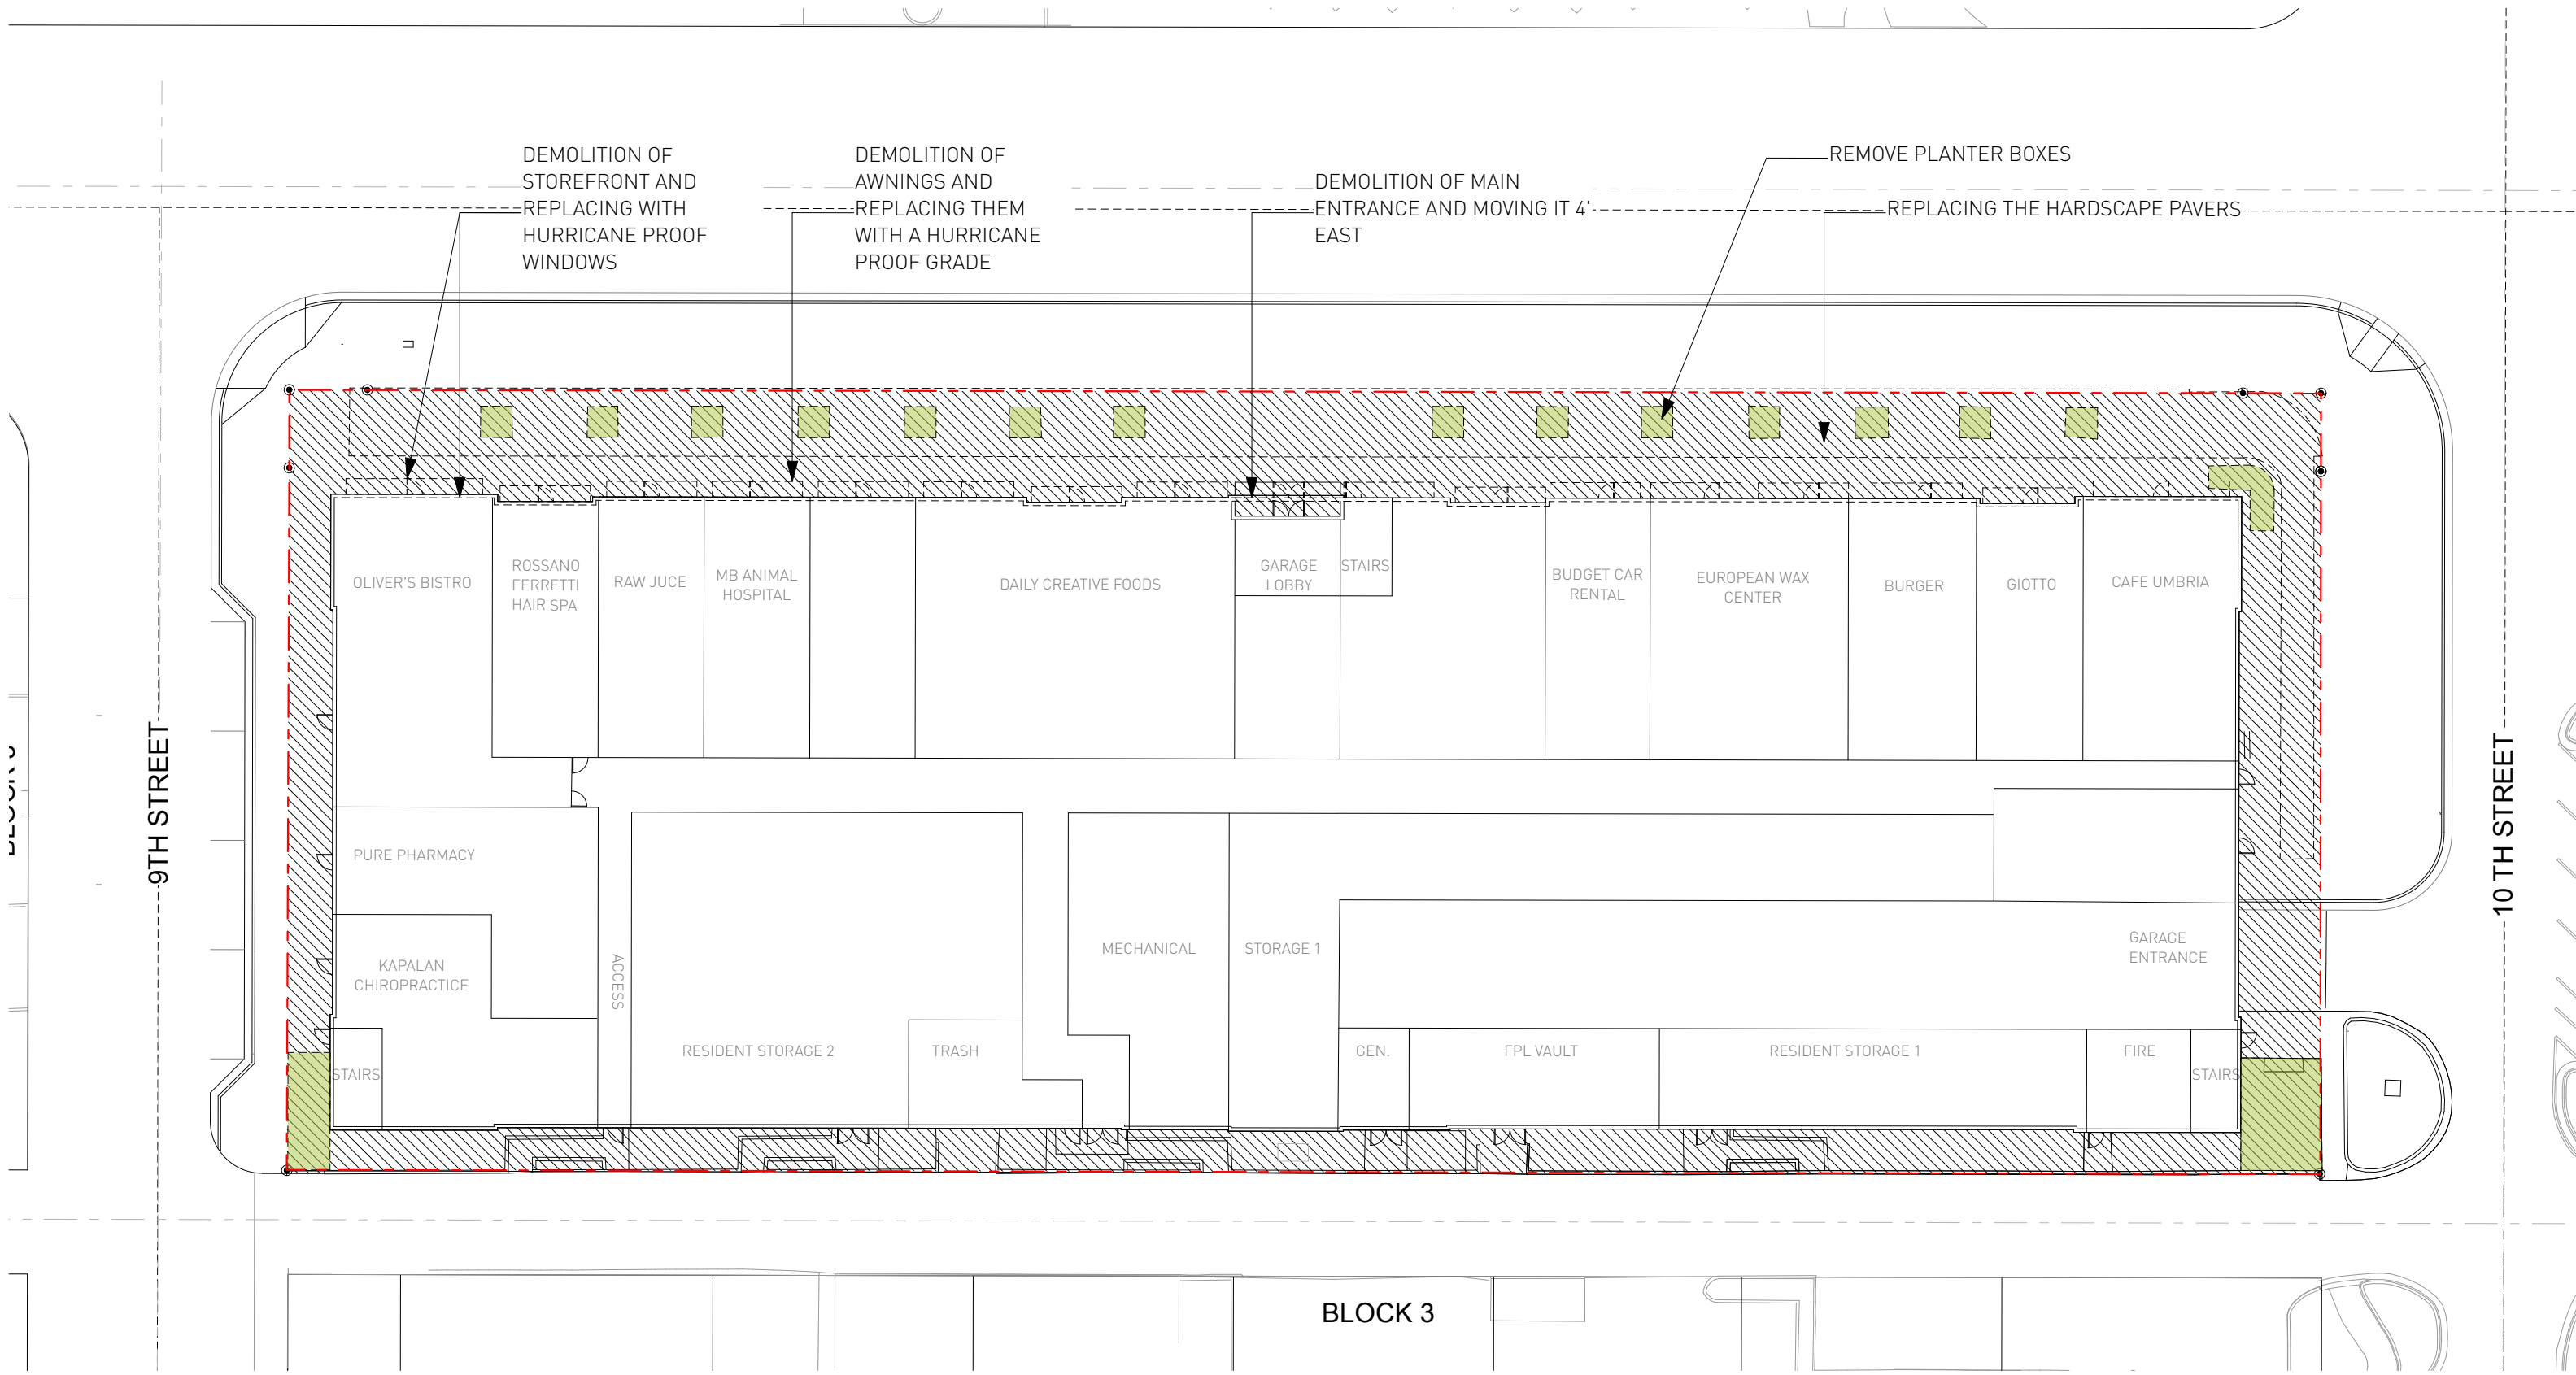 DEMOLITION OF
STOREFRONT AND
REPLACING WITH
HURRICANE PROOF
WINDOWS
DEMOLITION OF
AWNINGS AND
REPLACING THEM
WITH A HURRICANE
PROOF GRADE
DEMOLITION OF MAIN
ENTRANCE AND MOVING IT 4'
EAST
REMOVE PLANTER BOXES
REPLACING THE HARDSCAPE PAVERS
OLIVER'S BISTRO
ROSSANO
FERRETTI
HAIR SPA
RAW JUCE
MB ANIMAL
HOSPITAL
DAILY CREATIVE FOODS
GARAGE
LOBBY
STAIRS
BUDGET CAR
RENTAL
EUROPEAN WAX
CENTER
BURGER
GIOTTO
CAFE UMBRIA
9TH STREET
10 TH STREET
PURE PHARMACY
KAPALAN
CHIROPRACTICE
ACCESS
MECHANICAL
STORAGE 1
GARAGE
ENTRANCE
STAIRS
RESIDENT STORAGE 2
TRASH
GEN.
FPL VAULT
RESIDENT STORAGE 1
FIRE
STAIRS
BLOCK 3